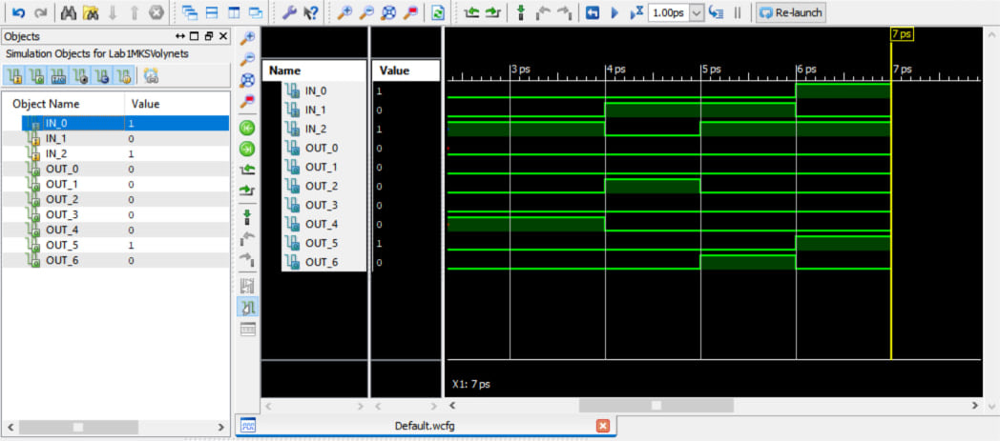 1.00ps
Re-launch
Objects
Simulation Objects for Lab1MKSVolynets
Object Name Value
IN_0 1
IN_1 0
IN_2 1
OUT_0 0
OUT_1 0
OUT_2 0
OUT_3 0
OUT_4 0
OUT_5 1
OUT_6 0
Name Value
IN_0 1
IN_1 0
IN_2 1
OUT_0 0
OUT_1 0
OUT_2 0
OUT_3 0
OUT_4 0
OUT_5 1
OUT_6 0
7 ps
3 ps 4 ps 5 ps 6 ps 7 ps
X1: 7 ps
Default.wcfg